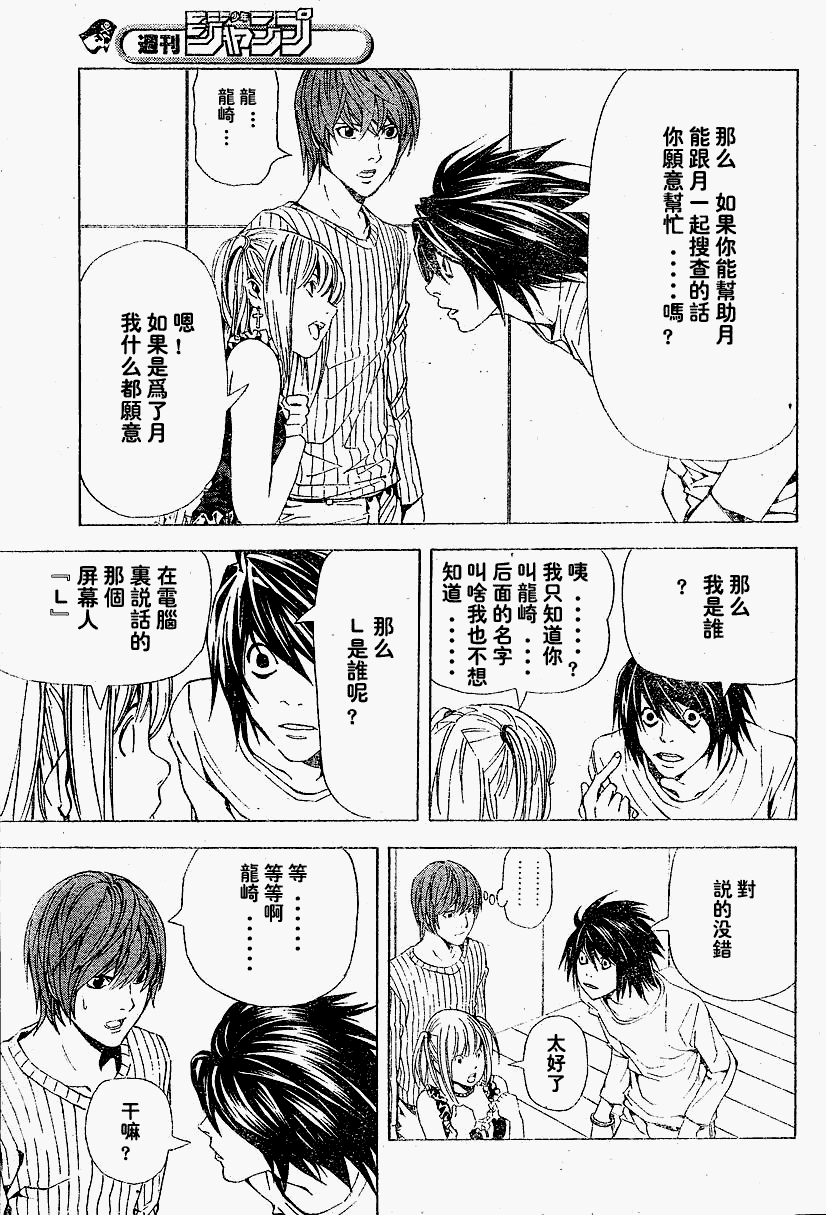 週刊
少年
ジャンプ
那么　如果你能幫助月
能跟月一起搜查的話
你願意幫忙……嗎？
龍…
龍崎…
嗯！
如果是爲了月
我什么都願意
那么
我是誰
？
咦……？
我只知道你
叫龍崎…
后面的名字
叫啥我也不想
知道……
那么
L是誰呢？
在電腦
裏説話的
那個
屏幕人
『L』
對
説的没錯
……
……
太好了
等……
等等啊
龍崎……
干嘛？